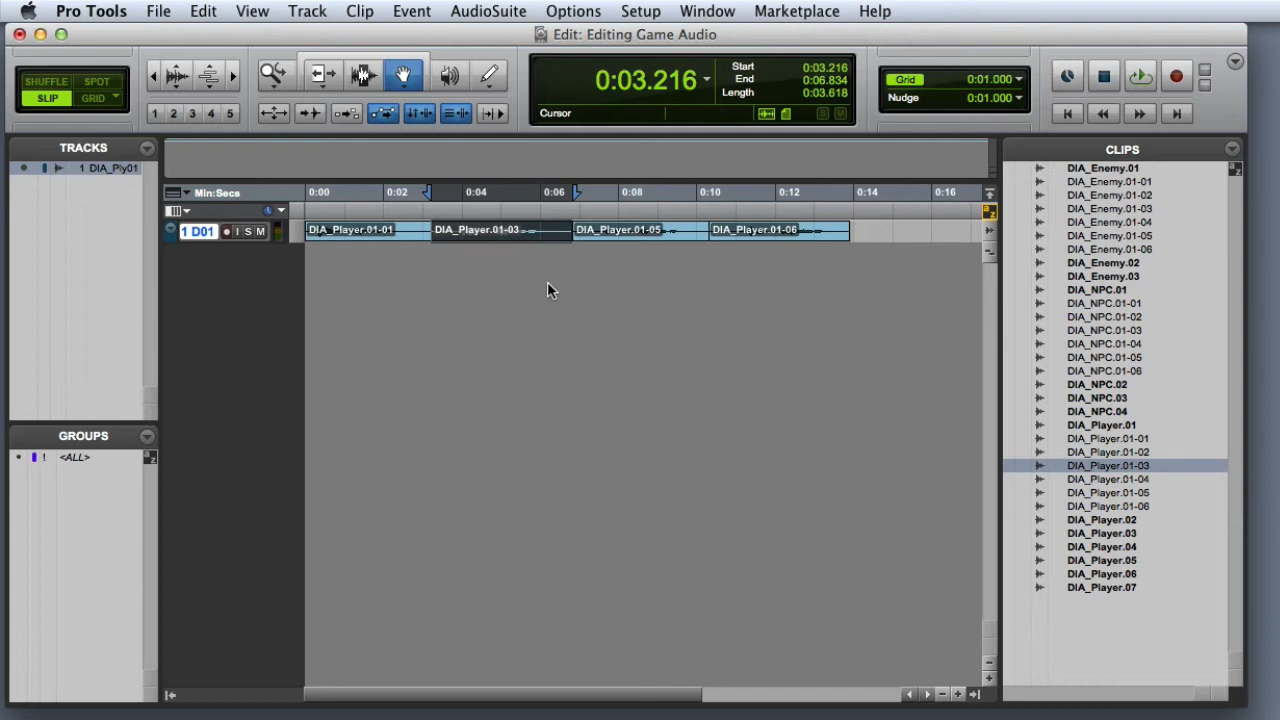 Pro Tools File Edit View Track Clip Event AudioSuite Options Setup Window Marketplace Help
Edit: Editing Game Audio
SHUFFLE SPOT
SLIP GRID
1 2 3 4 5
0:03.216
Start 0:03.216
End 0:06.834
Length 0:03.618
Cursor
Grid 0:01.000
Nudge 0:01.000
TRACKS
1 DIA_Ply01
GROUPS
! <ALL>
Min:Secs 0:00 0:02 0:04 0:06 0:08 0:10 0:12 0:14 0:16
1 D01 I S M
DIA_Player.01-01 DIA_Player.01-03 DIA_Player.01-05 DIA_Player.01-06
CLIPS
DIA_Enemy.01
DIA_Enemy.01-01
DIA_Enemy.01-02
DIA_Enemy.01-03
DIA_Enemy.01-04
DIA_Enemy.01-05
DIA_Enemy.01-06
DIA_Enemy.02
DIA_Enemy.03
DIA_NPC.01
DIA_NPC.01-01
DIA_NPC.01-02
DIA_NPC.01-03
DIA_NPC.01-04
DIA_NPC.01-05
DIA_NPC.01-06
DIA_NPC.02
DIA_NPC.03
DIA_NPC.04
DIA_Player.01
DIA_Player.01-01
DIA_Player.01-02
DIA_Player.01-03
DIA_Player.01-04
DIA_Player.01-05
DIA_Player.01-06
DIA_Player.02
DIA_Player.03
DIA_Player.04
DIA_Player.05
DIA_Player.06
DIA_Player.07